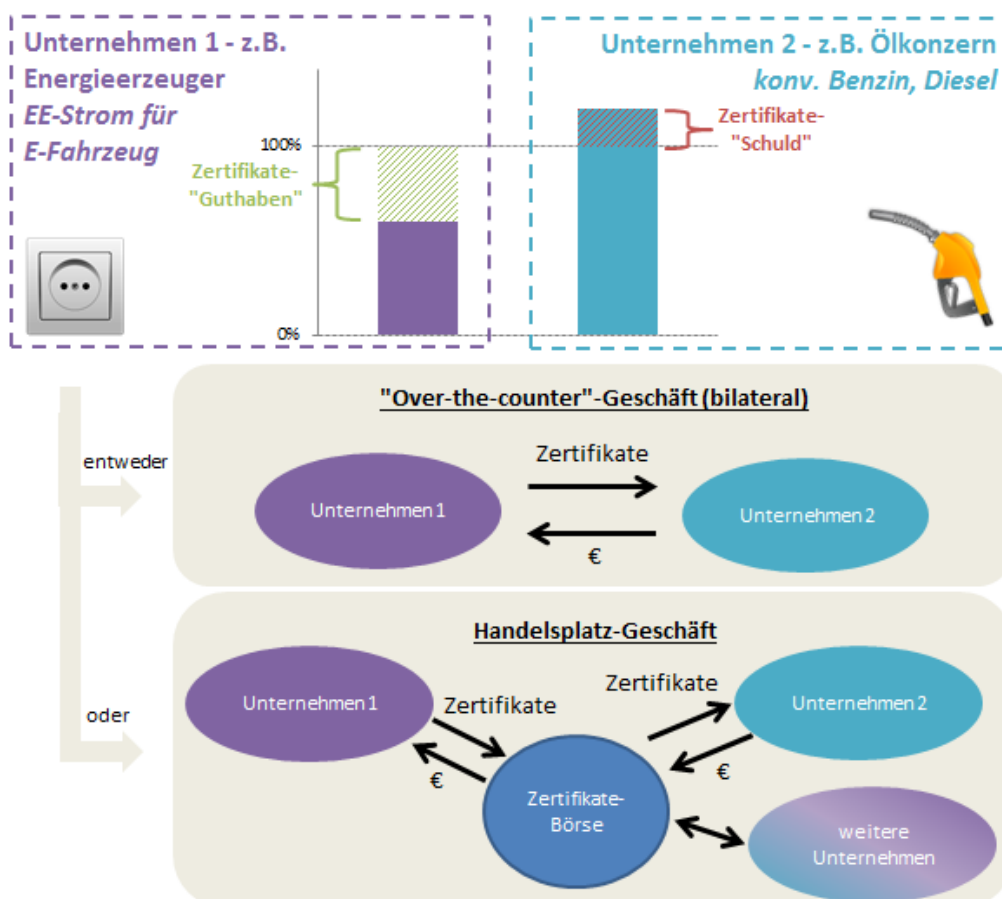 Unternehmen 1 - z.B.
Energieerzeuger
EE-Strom für
E-Fahrzeug
Unternehmen 2 - z.B. Ölkonzern
konv. Benzin, Diesel
100%
0%
Zertifikate-
"Guthaben"
Zertifikate-
"Schuld"
entweder
"Over-the-counter"-Geschäft (bilateral)
Zertifikate
Unternehmen 1
Unternehmen 2
€
oder
Handelsplatz-Geschäft
Unternehmen 1
Zertifikate
Zertifikate
Unternehmen 2
€
€
Zertifikate-
Börse
weitere
Unternehmen